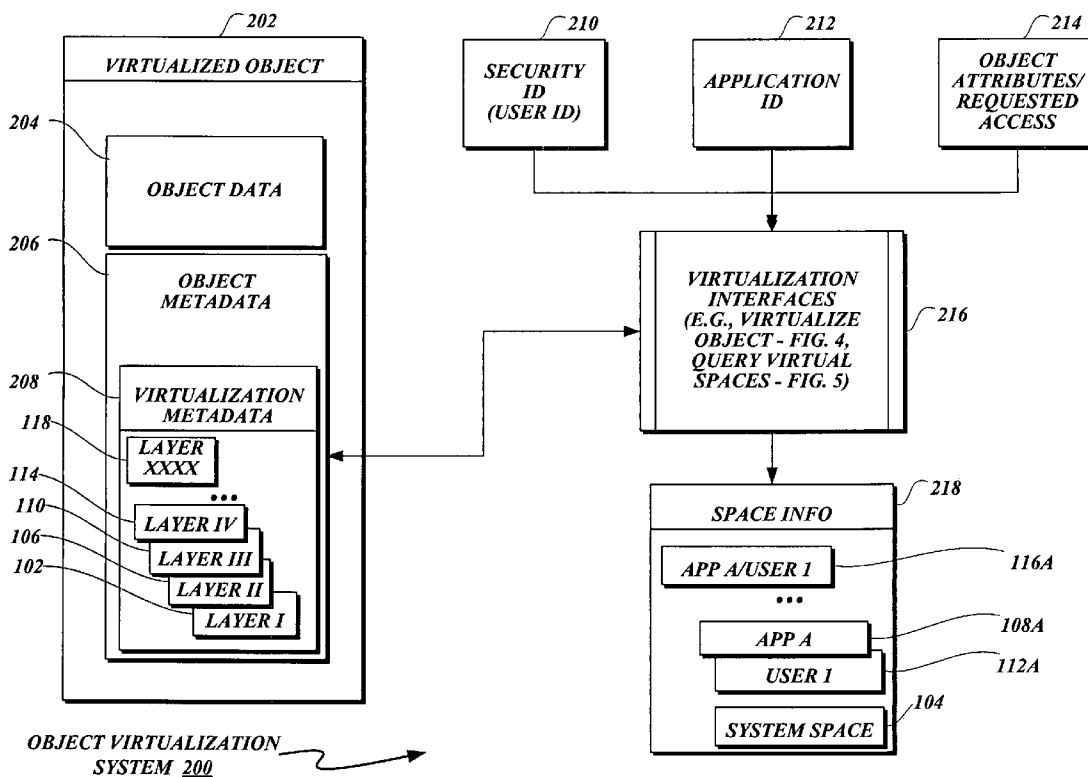 202
VIRTUALIZED OBJECT
204
OBJECT DATA
206
OBJECT
METADATA
208
VIRTUALIZATION
METADATA
118
LAYER
XXXX
•••
114
LAYER IV
110
LAYER III
106
LAYER II
102
LAYER I
210
SECURITY
ID
(USER ID)
212
APPLICATION
ID
214
OBJECT
ATTRIBUTES/
REQUESTED
ACCESS
VIRTUALIZATION
INTERFACES
(E.G., VIRTUALIZE
OBJECT - FIG. 4,
QUERY VIRTUAL
SPACES - FIG. 5)
216
218
SPACE INFO
APP A/USER 1
116A
•••
APP A
108A
USER 1
112A
SYSTEM SPACE
104
OBJECT VIRTUALIZATION
SYSTEM 200